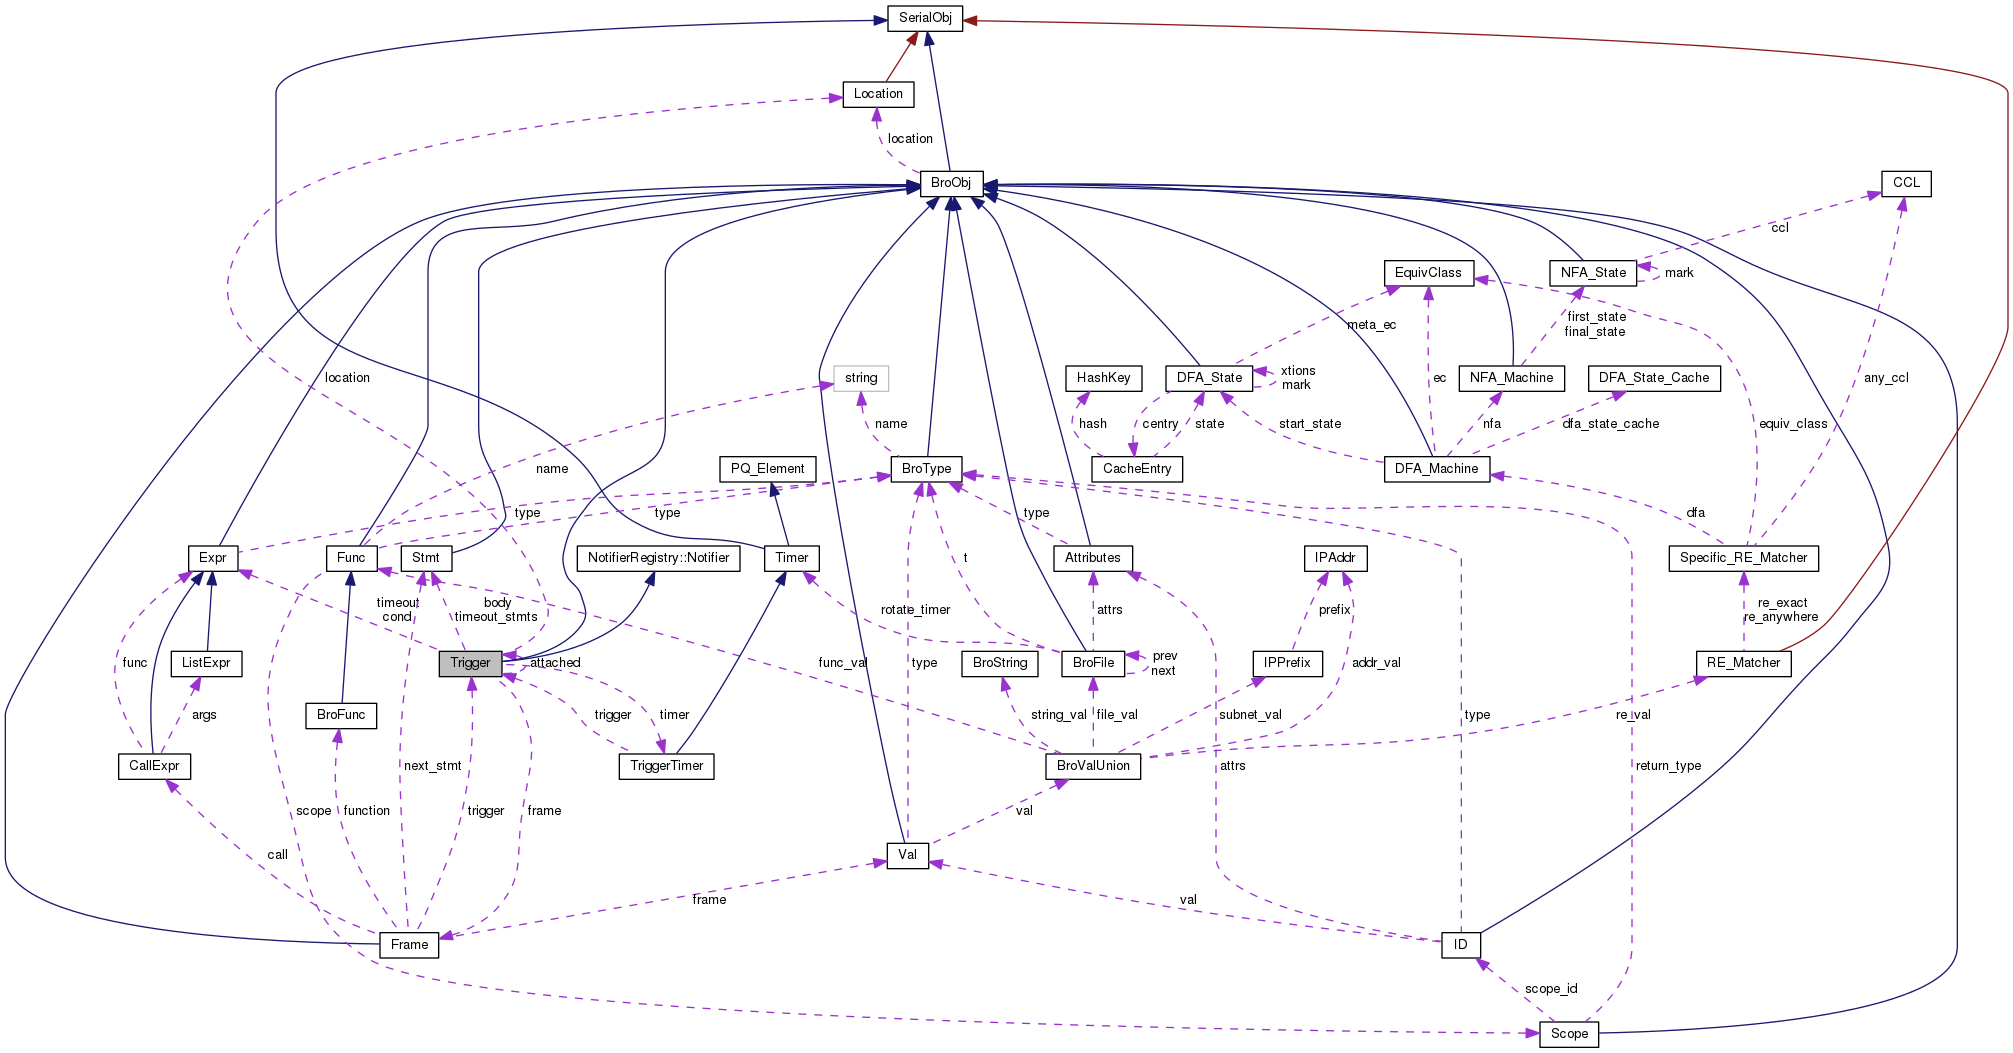 SerialObj
Location
location
BroObj
CCL
ccl
EquivClass
NFA_State
mark
first_state
final_state
meta_ec
location
string
HashKey
DFA_State
xtions
mark
ec
NFA_Machine
DFA_State_Cache
any_ccl
name
hash
centry
state
start_state
nfa
dfa_state_cache
equiv_class
name
PQ_Element
BroType
CacheEntry
DFA_Machine
type
type
type
dfa
Expr
Func
Stmt
NotifierRegistry::Notifier
Timer
t
Attributes
IPAddr
Specific_RE_Matcher
timeout
cond
body
timeout_stmts
rotate_timer
attrs
prefix
re_exact
re_anywhere
func
ListExpr
Trigger
attached
func_val
type
BroString
BroFile
prev
next
IPPrefix
addr_val
RE_Matcher
args
BroFunc
trigger
timer
string_val
file_val
subnet_val
type
re_val
CallExpr
next_stmt
TriggerTimer
BroValUnion
attrs
return_type
scope
function
trigger
frame
val
call
Val
frame
val
Frame
ID
scope_id
Scope